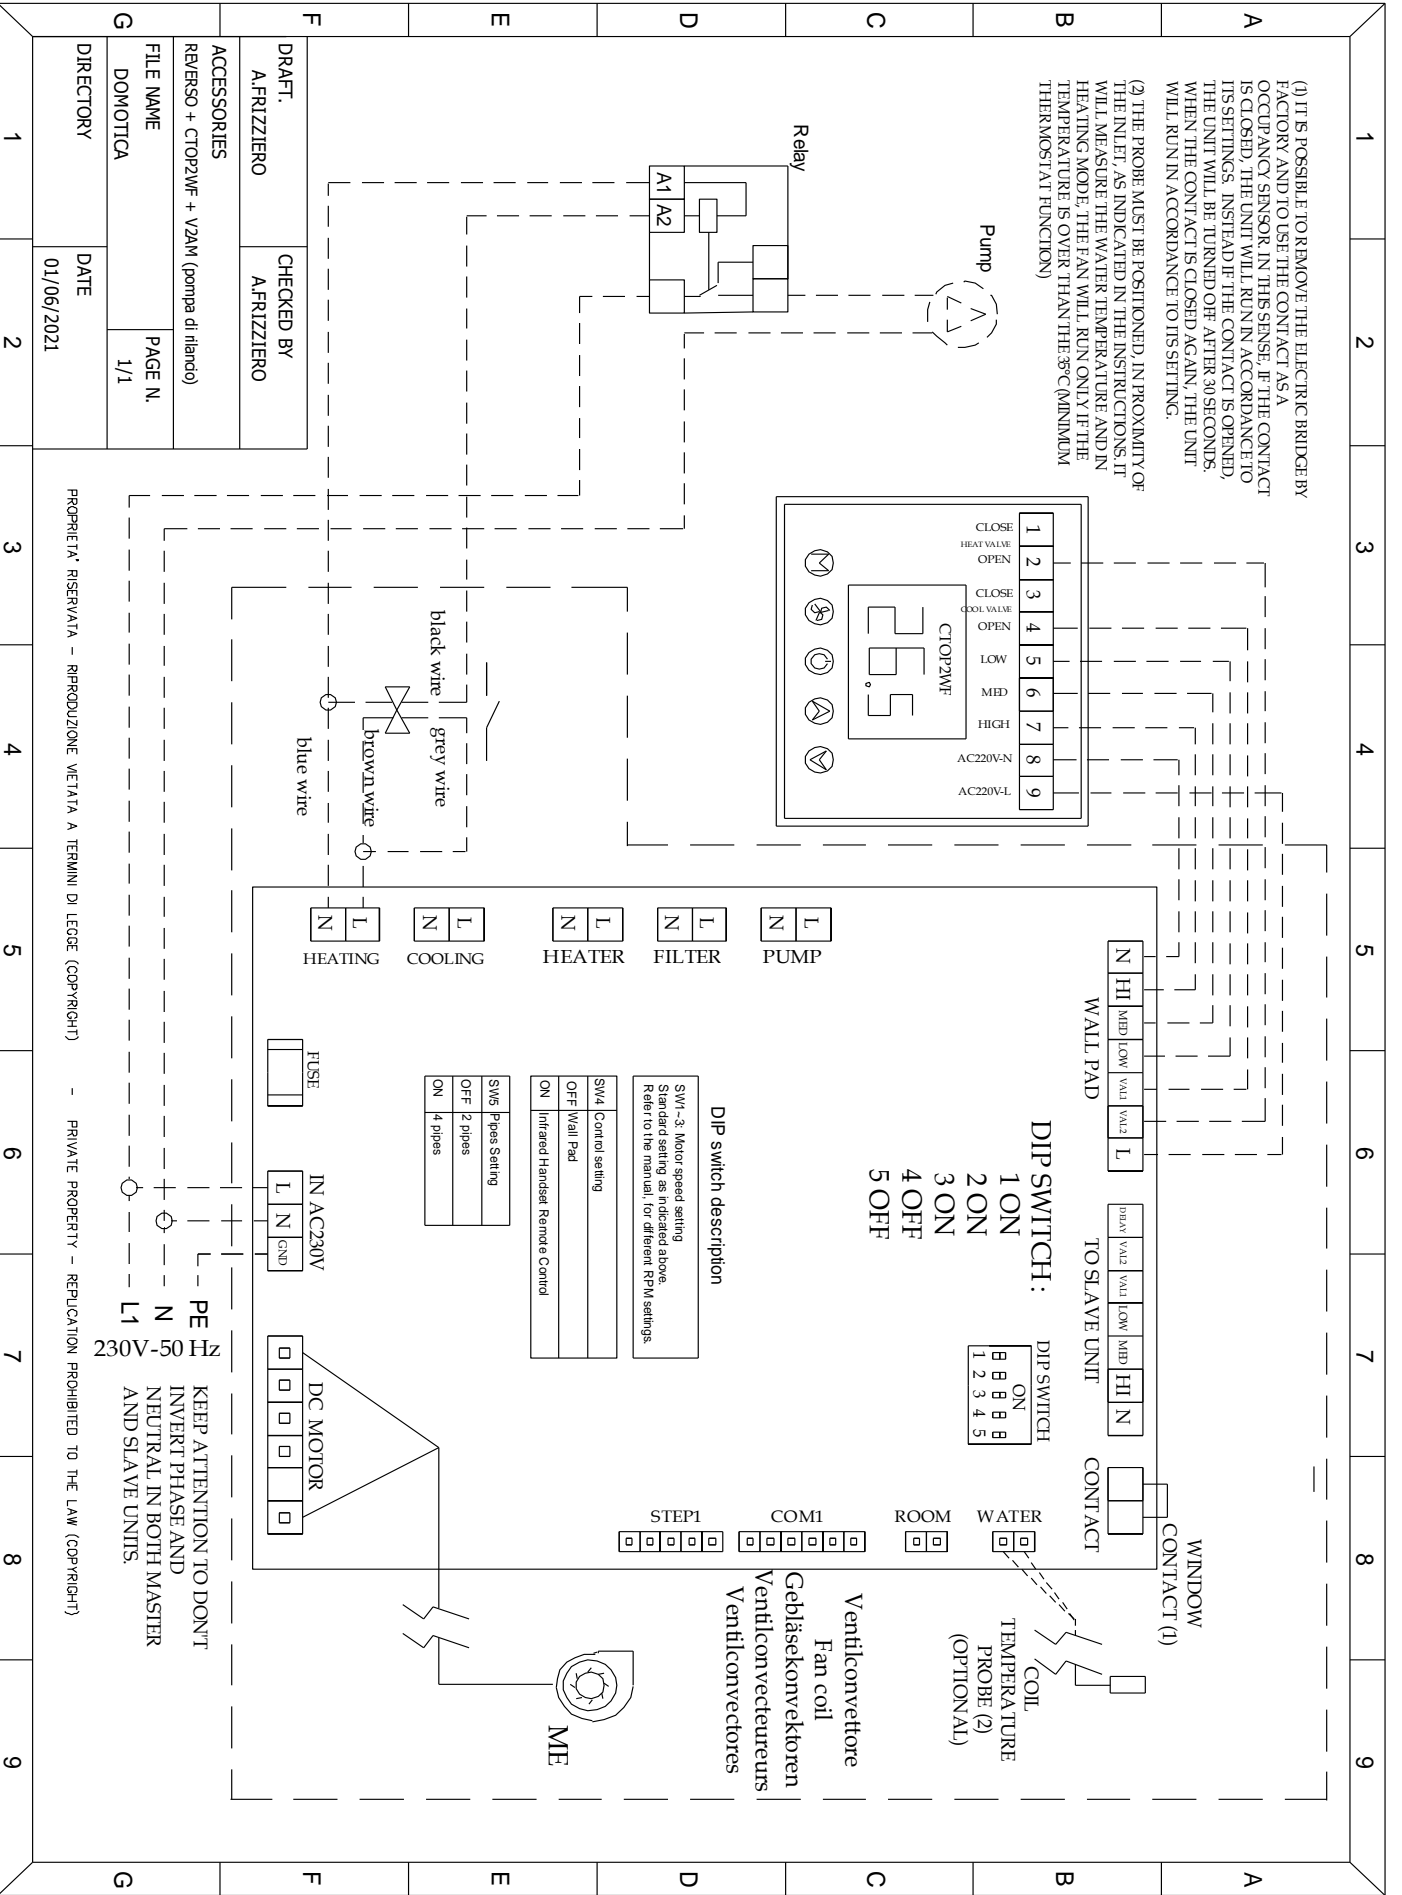 A
B
C
D
E
F
G
1
2
3
4
5
6
7
8
9
(1) IT IS POSSIBLE TO REMOVE THE ELECTRIC BRIDGE BY
FACTORY AND TO USE THE CONTACT AS A
OCCUPANCY SENSOR. IN THIS SENSE, IF THE CONTACT
IS CLOSED, THE UNIT WILL RUN IN ACCORDANCE TO
ITS SETTINGS. INSTEAD IF THE CONTACT IS OPENED,
THE UNIT WILL BE TURNED OFF AFTER 30 SECONDS.
WHEN THE CONTACT IS CLOSED AGAIN, THE UNIT
WILL RUN IN ACCORDANCE TO ITS SETTING.
(2) THE PROBE MUST BE POSITIONED, IN PROXIMITY OF
THE INLET, AS INDICATED IN THE INSTRUCTIONS. IT
WILL MEASURE THE WATER TEMPERATURE AND IN
HEATING MODE, THE FAN WILL RUN ONLY IF THE
TEMPERATURE IS OVER THAN THE 35°C (MINIMUM
THERMOSTAT FUNCTION)
Pump
Relay
A1
A2
1
2
3
4
5
6
7
8
9
CLOSE
HEAT VALVE
OPEN
CLOSE
COOL VALVE
OPEN
LOW
MED
HIGH
AC220V-N
AC220V-L
CTOP2WF
26.5
N
HI
MED
LOW
VAL1
VAL2
L
WALL PAD
DELAY
VAL2
VAL1
LOW
MED
HI
N
TO SLAVE UNIT
CONTACT
WINDOW
CONTACT (1)
DIP SWITCH :
1 ON
2 ON
3 ON
4 OFF
5 OFF
DIP SWITCH
ON
1 2 3 4 5
WATER
ROOM
COM1
STEP1
COIL
TEMPERATURE
PROBE (2)
(OPTIONAL)
Ventilconvettore
Fan coil
Gebläsekonvektoren
Ventilconvecteureurs
Ventilconvectores
L
N
PUMP
L
N
FILTER
L
N
HEATER
L
N
COOLING
L
N
HEATING
DIP switch description
SW1~3: Motor speed setting
Standard setting as indicated above.
Refer to the manual, for different RPM settings.
SW4 Control setting
OFF Wall Pad
ON Infrared Handset Remote Control
SW5 Pipes Setting
OFF 2 pipes
ON 4 pipes
black wire
grey wire
brown wire
blue wire
FUSE
IN AC230V
L
N
GND
DC MOTOR
ME
PE
N
L1
230V-50 Hz
KEEP ATTENTION TO DON'T
INVERT PHASE AND
NEUTRAL IN BOTH MASTER
AND SLAVE UNITS.
DRAFT.
A.FRIZZIERO
CHECKED BY
A.FRIZZIERO
ACCESSORIES
REVERSO + CTOP2WF + V2AM (pompa di rilancio)
FILE NAME
DOMOTICA
PAGE N.
1/1
DIRECTORY
DATE
01/06/2021
PROPRIETA' RISERVATA - RIPRODUZIONE VIETATA A TERMINI DI LEGGE (COPYRIGHT) - PRIVATE PROPERTY - REPLICATION PROHIBITED TO THE LAW (COPYRIGHT)
1
2
3
4
5
6
7
8
9
A
B
C
D
E
F
G